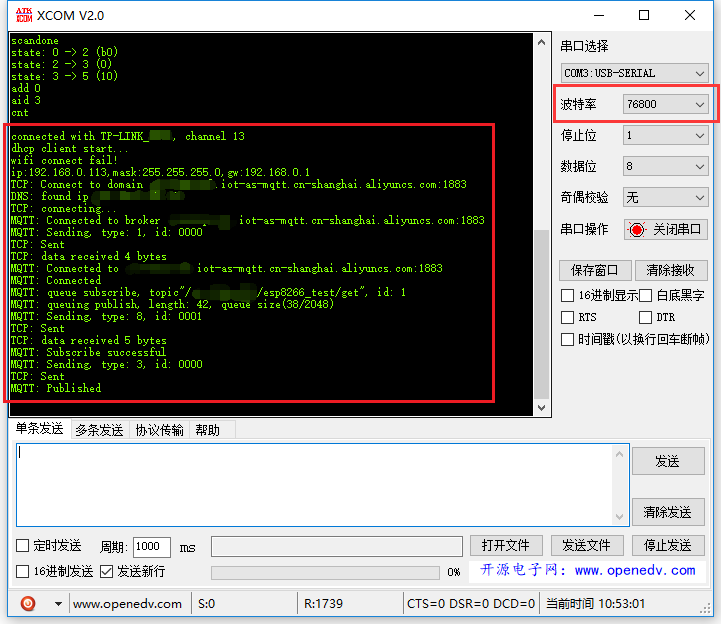 ATK XCOM XCOM V2.0
scandone
state: 0 -> 2 (b0)
state: 2 -> 3 (0)
state: 3 -> 5 (10)
add 0
aid 3
cnt
connected with TP-LINK_, channel 13
dhcp client start...
wifi connect fail!
ip:192.168.0.113,mask:255.255.255.0,gw:192.168.0.1
TCP: Connect to domain .iot-as-mqtt.cn-shanghai.aliyuncs.com:1883
DNS: found ip
TCP: connecting...
MQTT: Connected to broker iot-as-mqtt.cn-shanghai.aliyuncs.com:1883
MQTT: Sending, type: 1, id: 0000
TCP: Sent
TCP: data received 4 bytes
MQTT: Connected to iot-as-mqtt.cn-shanghai.aliyuncs.com:1883
MQTT: Connected
MQTT: queue subscribe, topic"/ /esp8266_test/get", id: 1
MQTT: queuing publish, length: 42, queue size(38/2048)
MQTT: Sending, type: 8, id: 0001
TCP: Sent
TCP: data received 5 bytes
MQTT: Subscribe successful
MQTT: Sending, type: 3, id: 0000
TCP: Sent
MQTT: Published
串口选择
COM3:USB-SERIAL
波特率 76800
停止位 1
数据位 8
奇偶校验 无
串口操作 关闭串口
保存窗口 清除接收
16进制显示 白底黑字
RTS DTR
时间戳(以换行回车断帧)
单条发送 多条发送 协议传输 帮助
发送
清除发送
定时发送 周期: 1000 ms 打开文件 发送文件 停止发送
16进制发送 发送新行 0% 开源电子网：www.openedv.com
www.openedv.com S:0 R:1739 CTS=0 DSR=0 DCD=0 当前时间 10:53:01